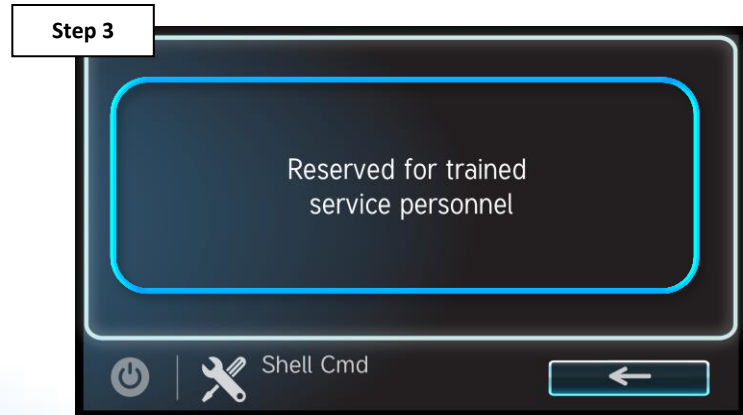 Step 3
Reserved for trained
service personnel
Shell Cmd